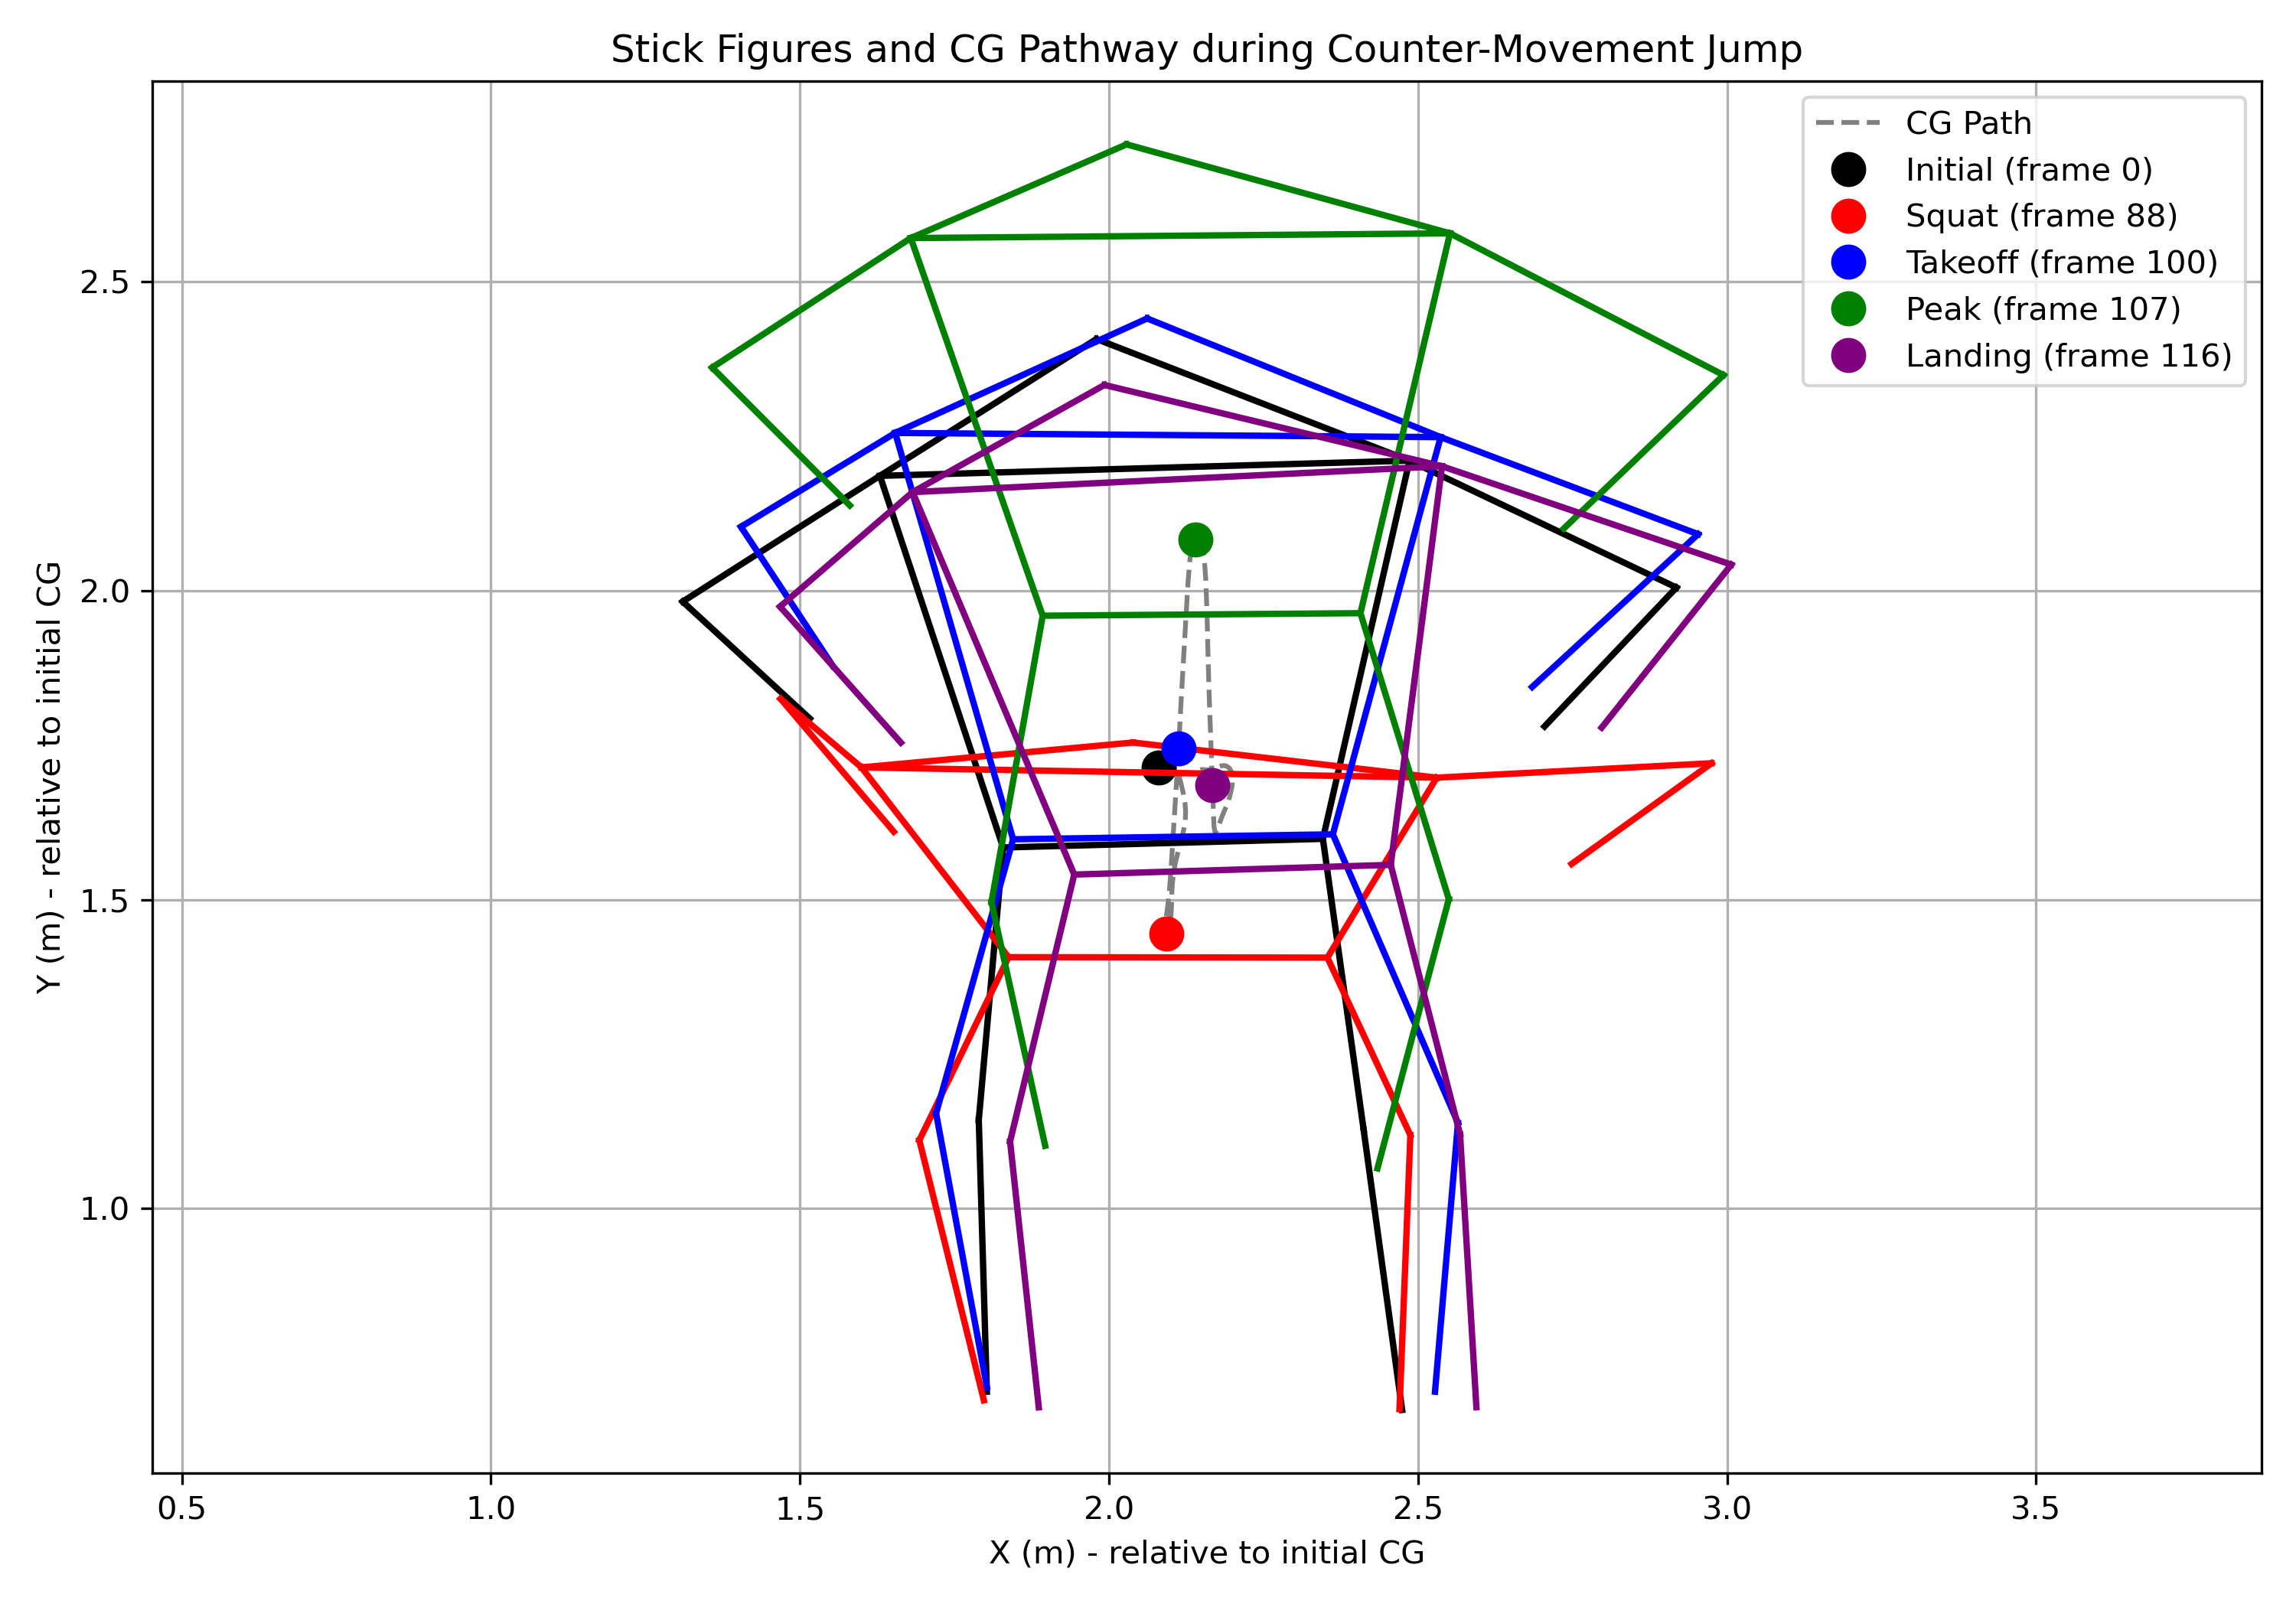 Stick Figures and CG Pathway during Counter-Movement Jump
CG Path
Initial (frame 0)
Squat (frame 88)
Takeoff (frame 100)
Peak (frame 107)
Landing (frame 116)
Y (m) - relative to initial CG
2.5
2.0
1.5
1.0
0.5 1.0 1.5 2.0 2.5 3.0 3.5
X (m) - relative to initial CG